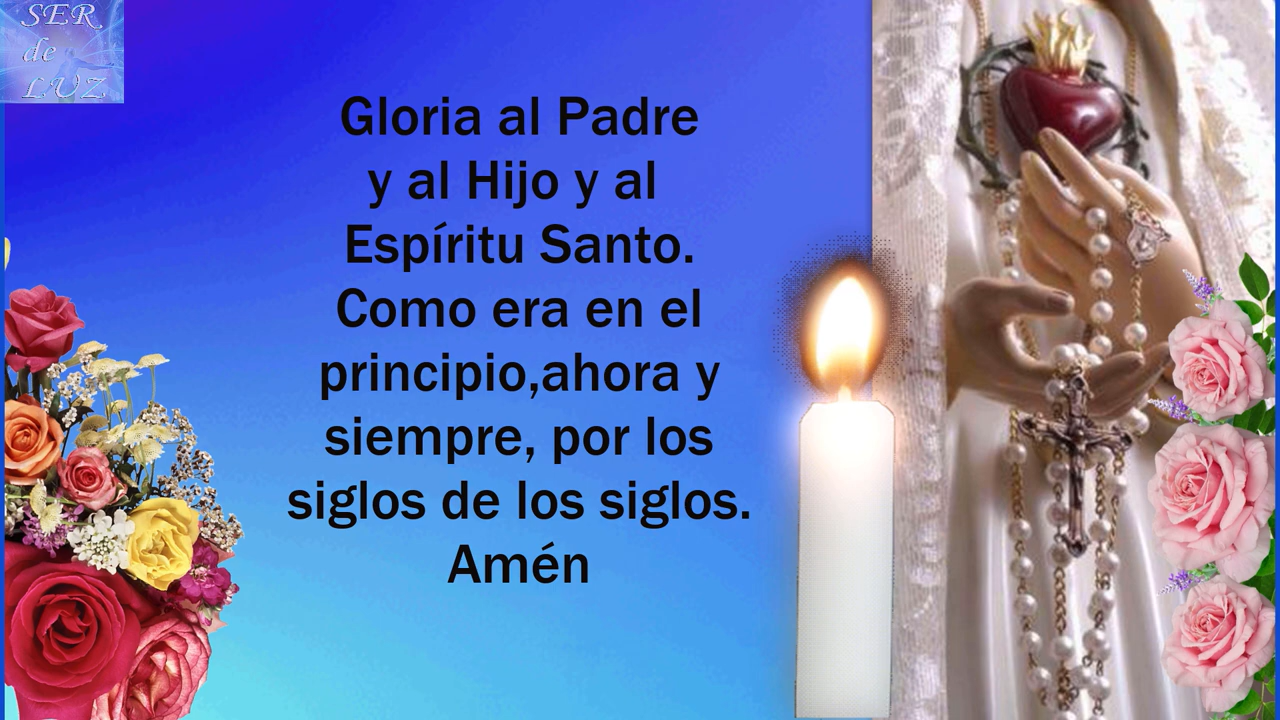 SER
de
LUZ
Gloria al Padre
y al Hijo y al
Espíritu Santo.
Como era en el
principio,ahora y
siempre, por los
siglos de los siglos.
Amén